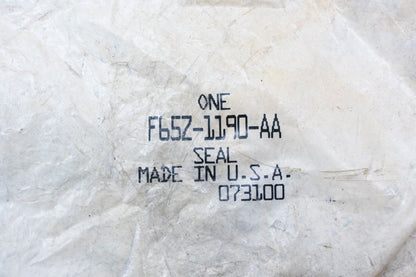 ONE
F65Z-1190-AA
SEAL
MADE IN U.S.A.
073100